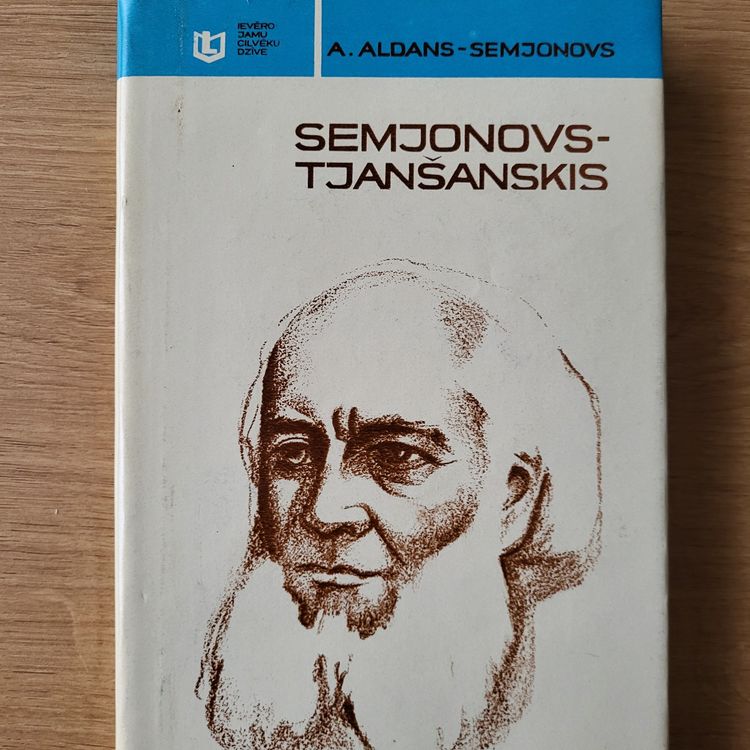 IEVĒRO
JAMU
CILVĒKU
DZĪVE
A. ALDANS-SEMJONOVS
SEMJONOVS-
TJANŠANSKIS